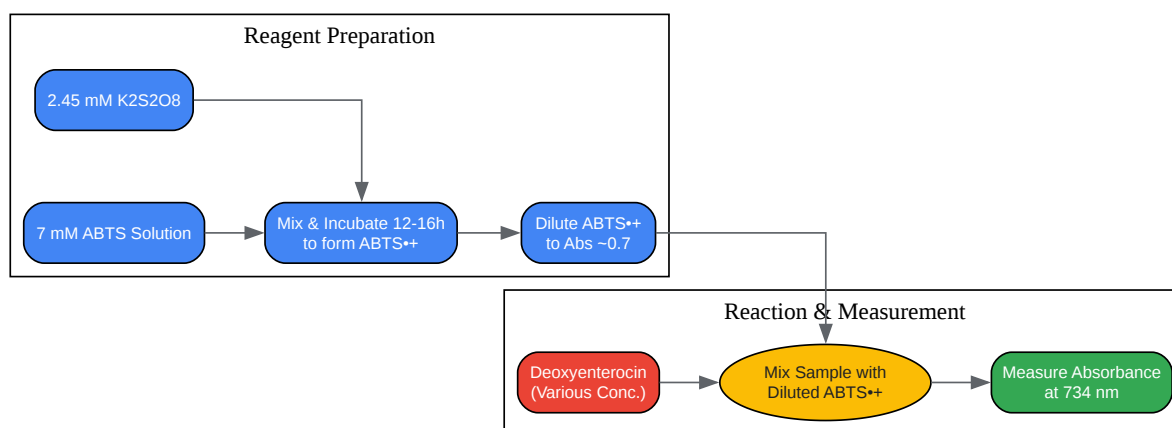 Reagent Preparation
2.45 mM K2S2O8
7 mM ABTS Solution
Mix & Incubate 12-16h
to form ABTS•+
Dilute ABTS•+
to Abs ~0.7
Reaction & Measurement
Deoxyenterocin
(Various Conc.)
Mix Sample with
Diluted ABTS•+
Measure Absorbance
at 734 nm